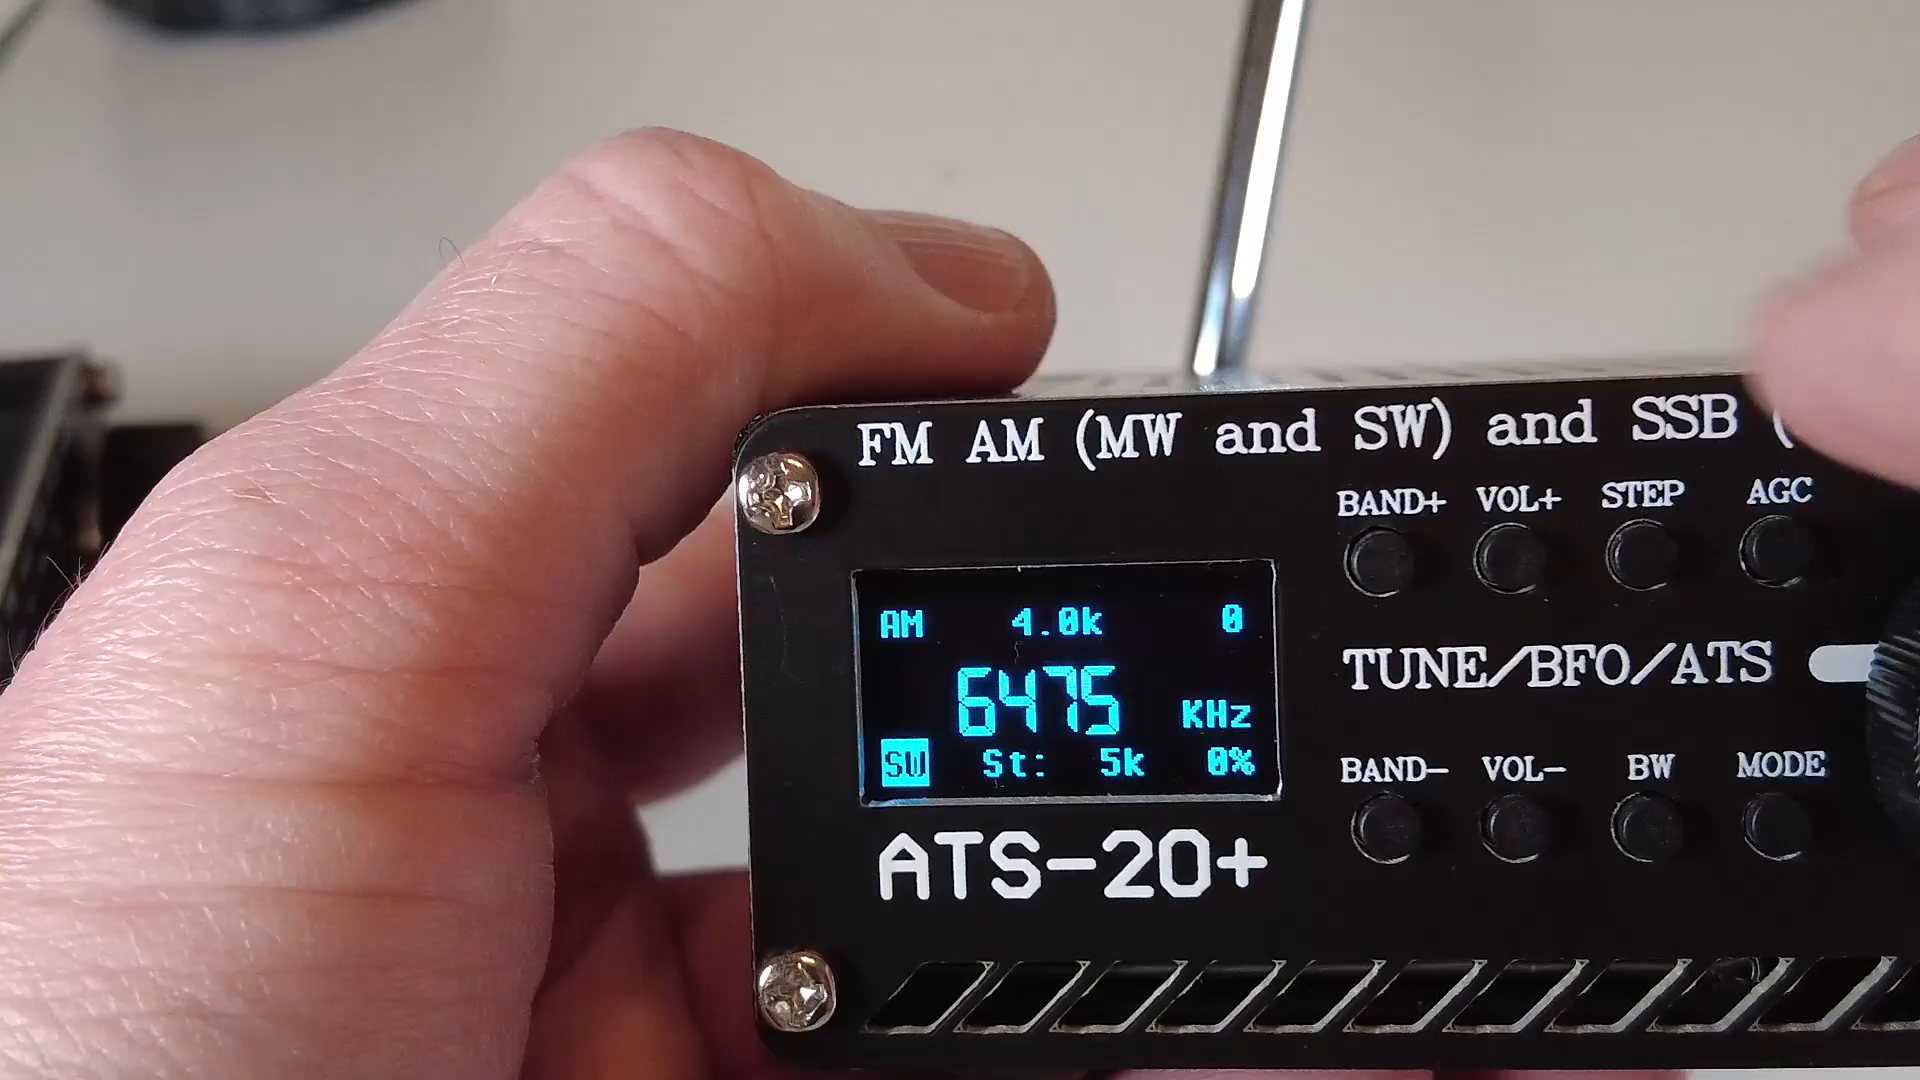 FM AM (MW and SW) and SSB (
BAND+ VOL+ STEP AGC
AM 4.0k 0
6475 KHz
SW St: 5k 0%
TUNE/BFO/ATS
BAND- VOL- BW MODE
ATS-20+